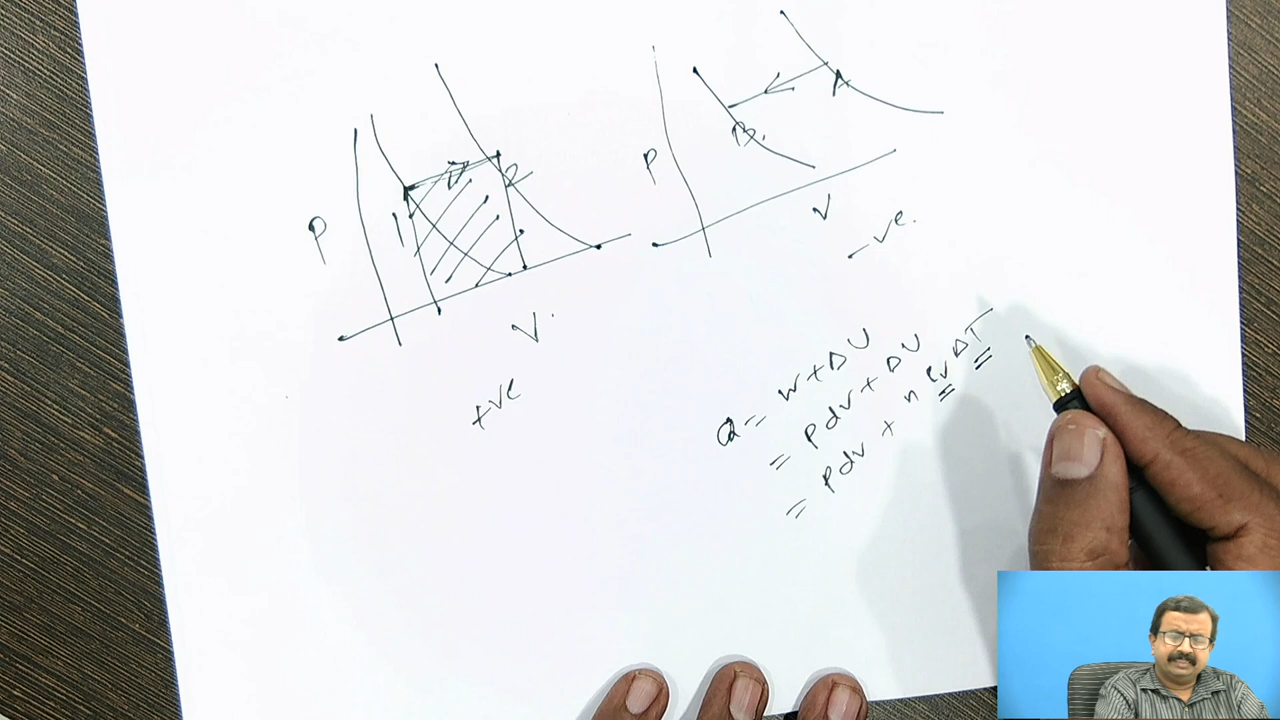 P
1
2
V.
+ve
P
A
B.
V
-ve.
Q = W + ΔU
= pdv + ΔU
= pdv + n Cv ΔT